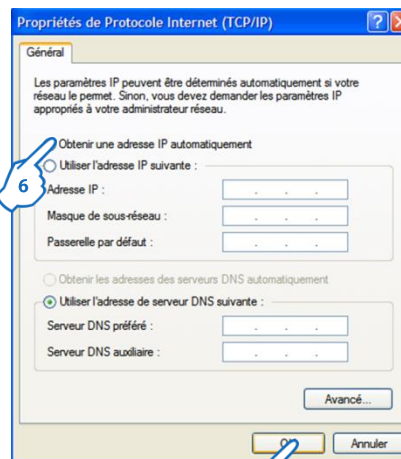 Propriétés de Protocole Internet (TCP/IP)
Général
Les paramètres IP peuvent être déterminés automatiquement si votre
réseau le permet. Sinon, vous devez demander les paramètres IP
appropriés à votre administrateur réseau.
Obtenir une adresse IP automatiquement
Utiliser l'adresse IP suivante :
6
Adresse IP :
Masque de sous-réseau :
Passerelle par défaut :
Obtenir les adresses des serveurs DNS automatiquement
Utiliser l'adresse de serveur DNS suivante :
Serveur DNS préféré :
Serveur DNS auxiliaire :
Avancé...
Annuler